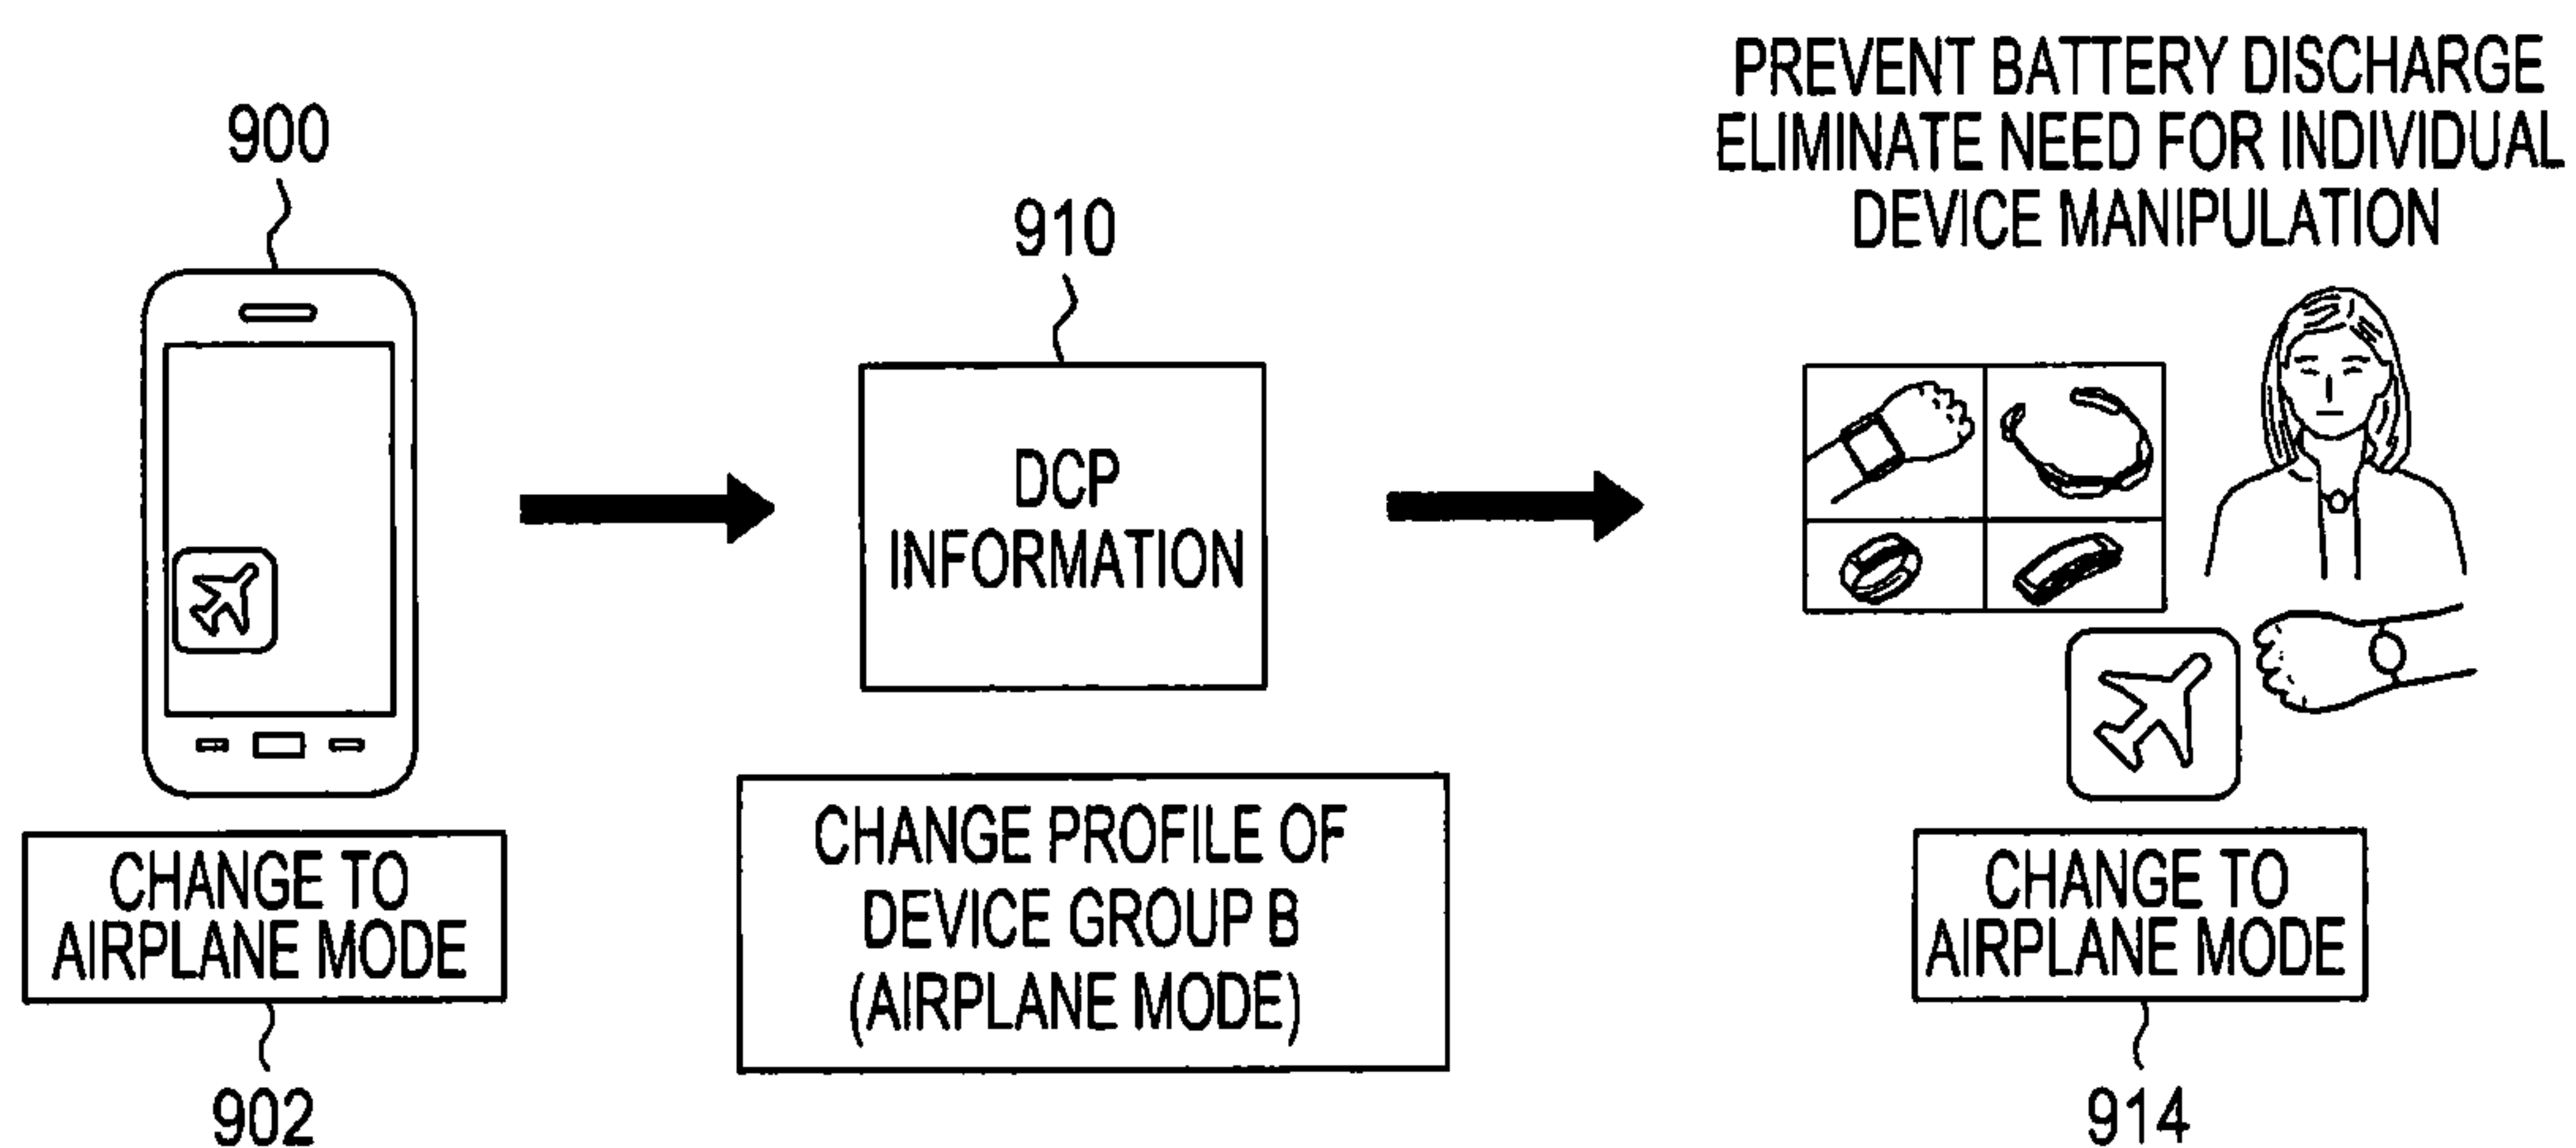 900
CHANGE TO
AIRPLANE MODE
902
910
DCP
INFORMATION
CHANGE PROFILE OF
DEVICE GROUP B
(AIRPLANE MODE)
PREVENT BATTERY DISCHARGE
ELIMINATE NEED FOR INDIVIDUAL
DEVICE MANIPULATION
CHANGE TO
AIRPLANE MODE
914